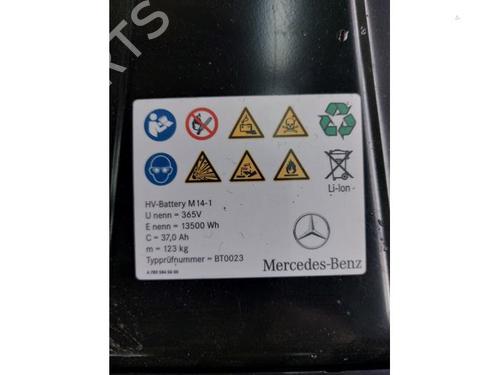 PARTS
Li-Ion
HV-Battery M14-1
U nenn = 365V
E nenn = 13500 Wh
C = 37,0 Ah
m = 123 kg
Typprüfnummer = BT0023
Mercedes-Benz